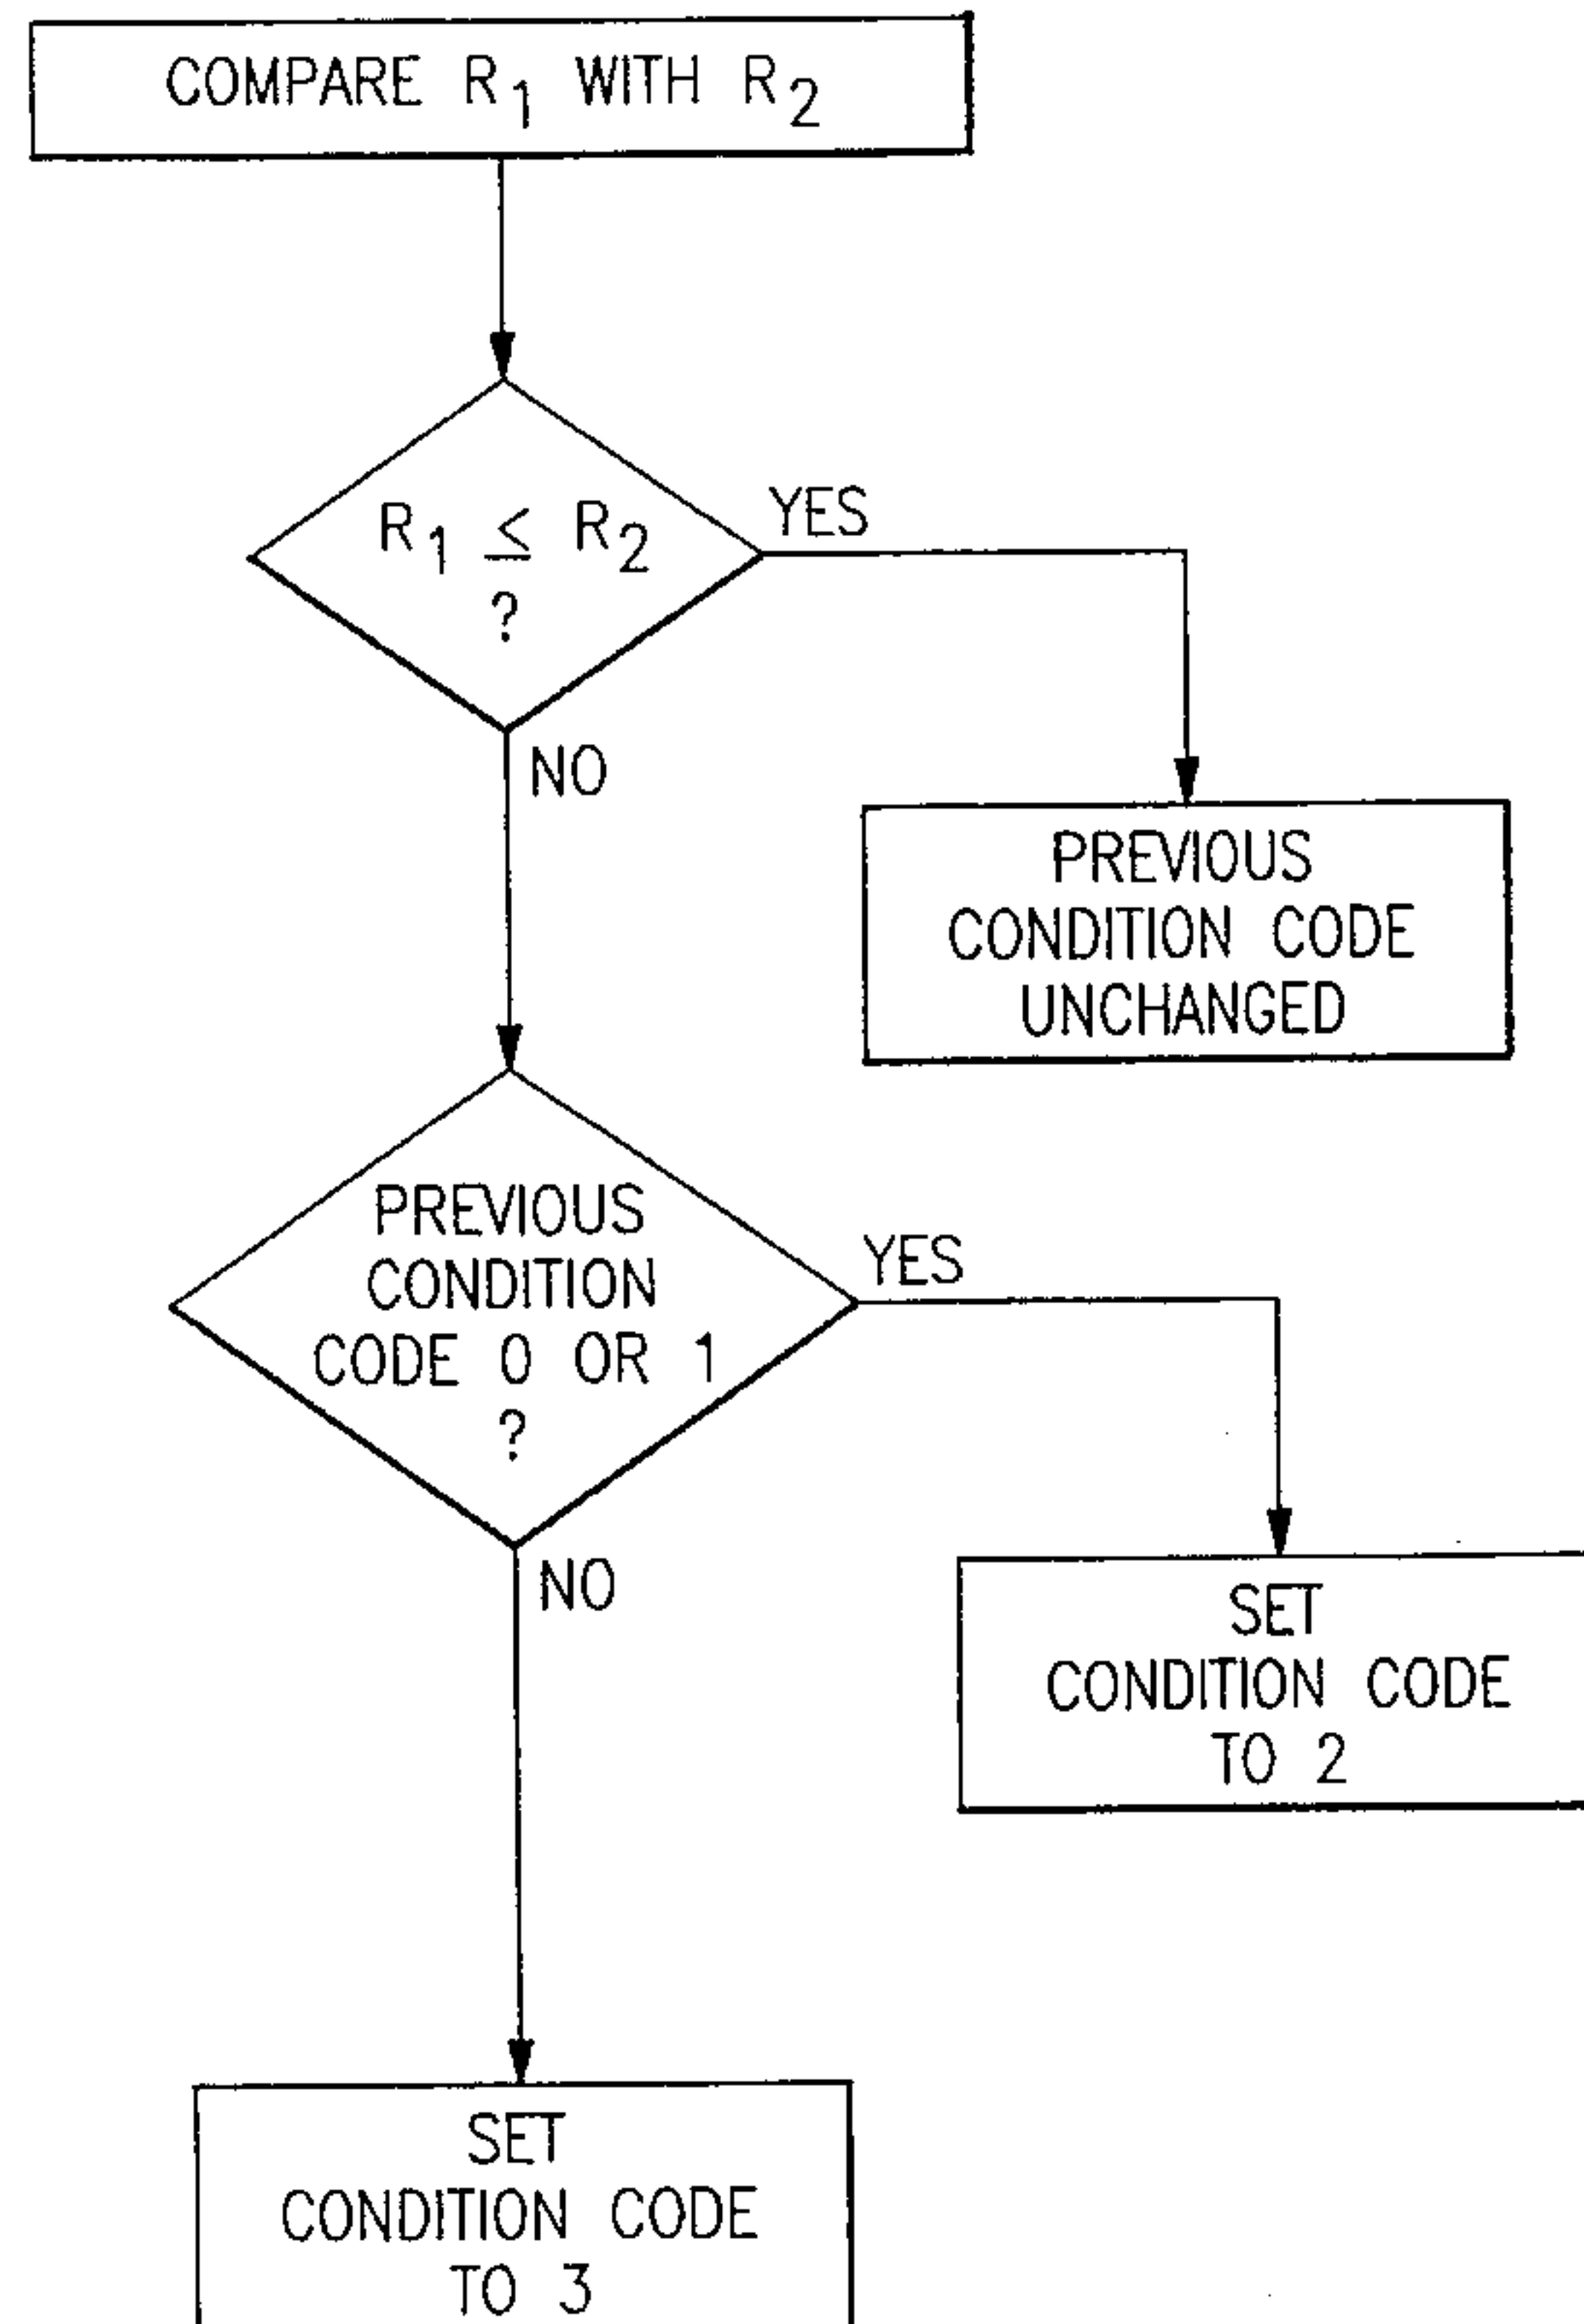 COMPARE R₁ WITH R₂
R₁ ≤ R₂
?
YES
NO
PREVIOUS
CONDITION CODE
UNCHANGED
PREVIOUS
CONDITION
CODE 0 OR 1
?
YES
NO
SET
CONDITION CODE
TO 2
SET
CONDITION CODE
TO 3